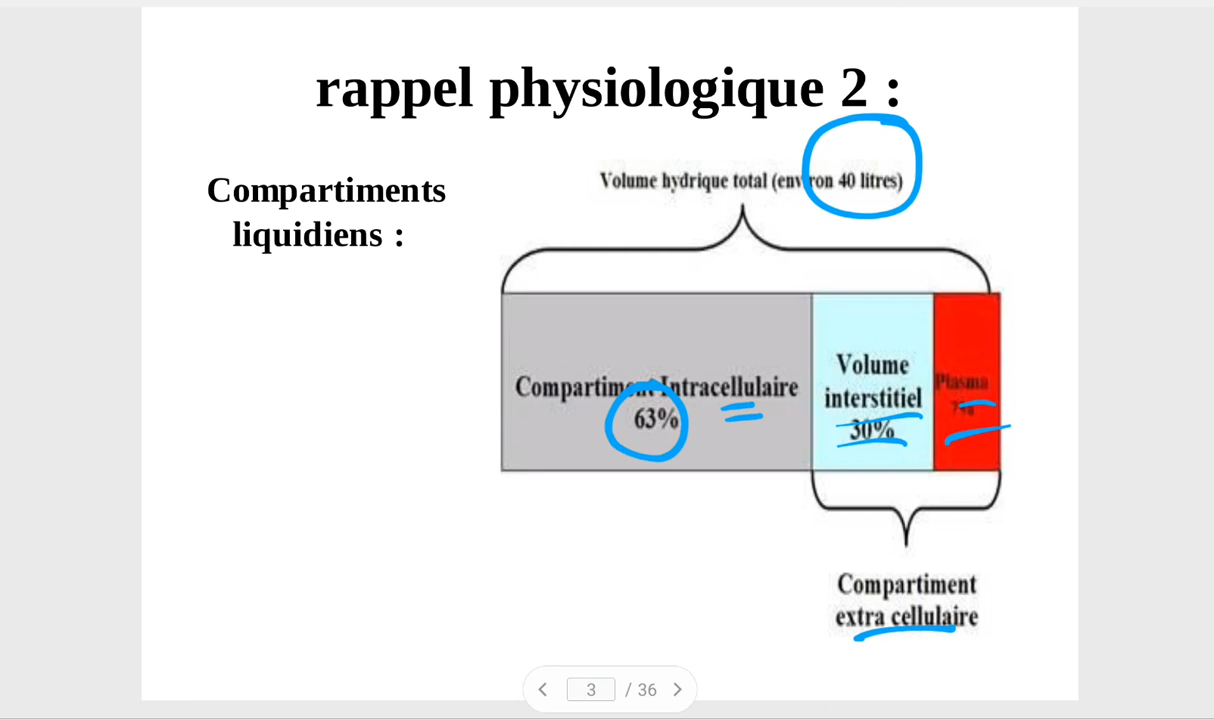 rappel physiologique 2 :
Compartiments
liquidiens :
Volume hydrique total (environ 40 litres)
Compartiment Intracellulaire
63%
Volume
interstitiel
30%
Plasma
7%
Compartiment
extra cellulaire
3 / 36